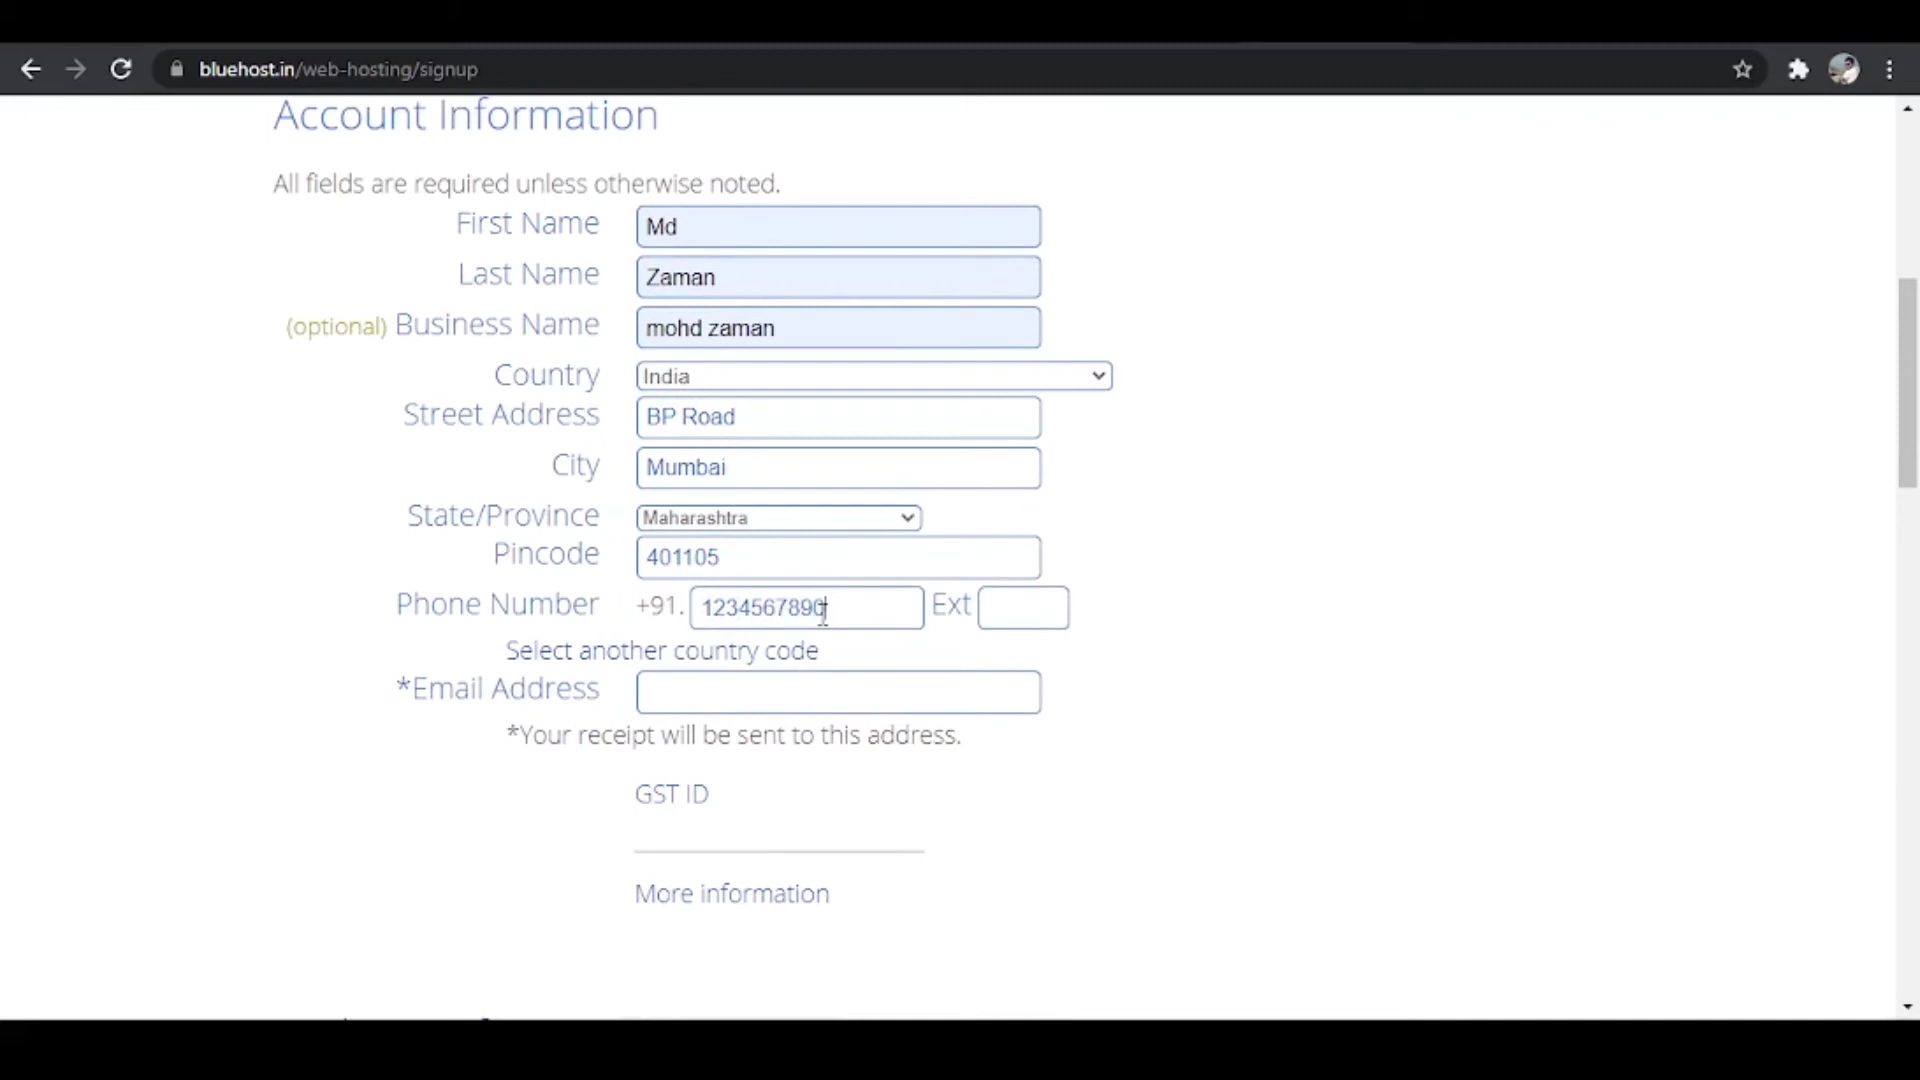 bluehost.in/web-hosting/signup
Account Information
All fields are required unless otherwise noted.
First Name Md
Last Name Zaman
(optional) Business Name mohd zaman
Country India
Street Address BP Road
City Mumbai
State/Province Maharashtra
Pincode 401105
Phone Number +91. 1234567890 Ext
Select another country code
*Email Address
*Your receipt will be sent to this address.
GST ID
More information